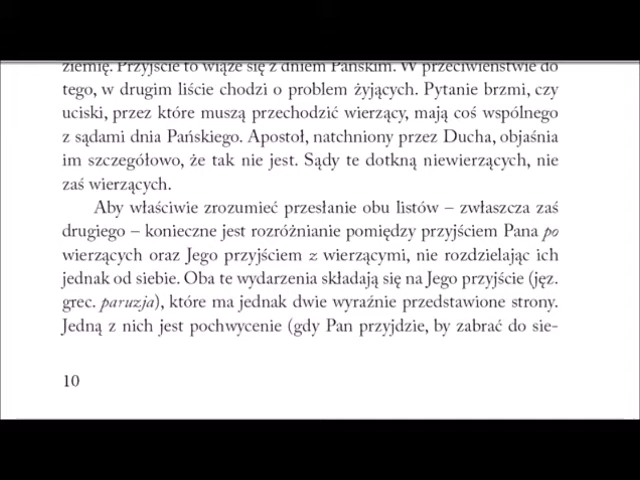 ziemię. Przyjście to wiąże się z dniem Pańskim. W przeciwieństwie do
tego, w drugim liście chodzi o problem żyjących. Pytanie brzmi, czy
uciski, przez które muszą przechodzić wierzący, mają coś wspólnego
z sądami dnia Pańskiego. Apostoł, natchniony przez Ducha, objaśnia
im szczegółowo, że tak nie jest. Sądy te dotkną niewierzących, nie
zaś wierzących.
Aby właściwie zrozumieć przesłanie obu listów – zwłaszcza zaś
drugiego – konieczne jest rozróżnianie pomiędzy przyjściem Pana po
wierzących oraz Jego przyjściem z wierzącymi, nie rozdzielając ich
jednak od siebie. Oba te wydarzenia składają się na Jego przyjście (jęz.
grec. paruzja), które ma jednak dwie wyraźnie przedstawione strony.
Jedną z nich jest pochwycenie (gdy Pan przyjdzie, by zabrać do sie-
10